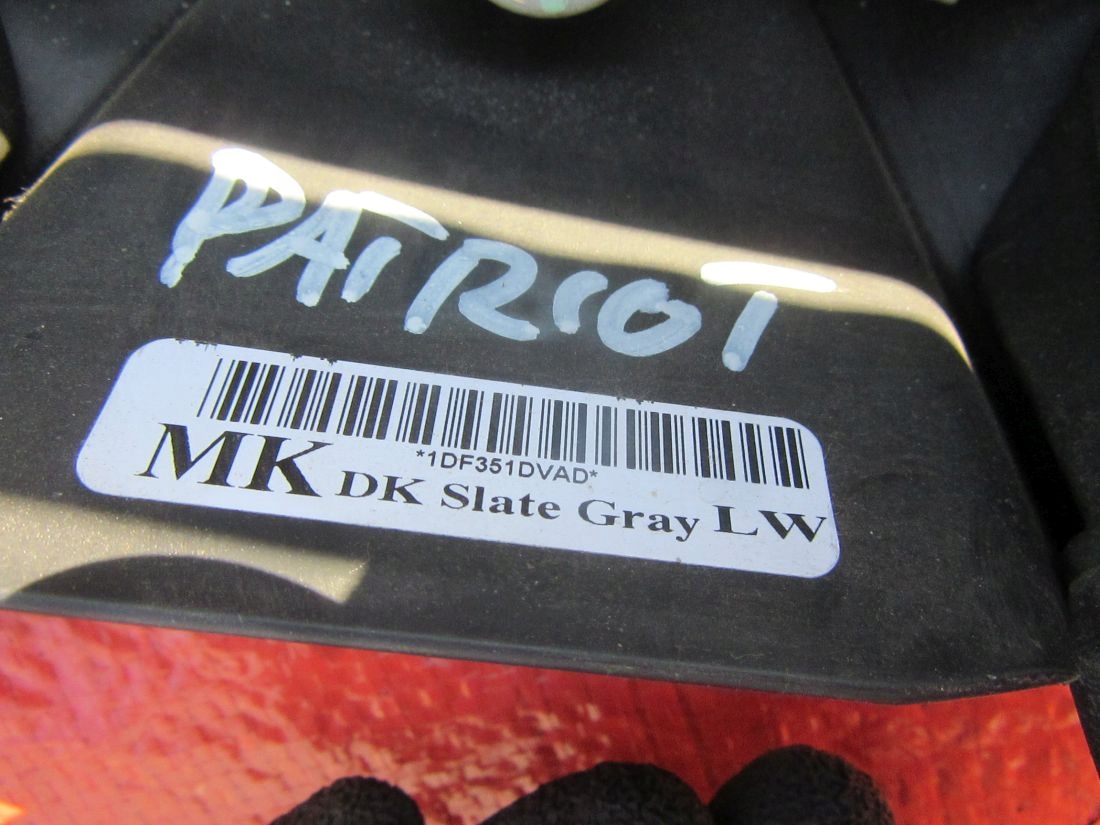 PATRIOT
*1DF351DVAD*
MK DK Slate Gray LW